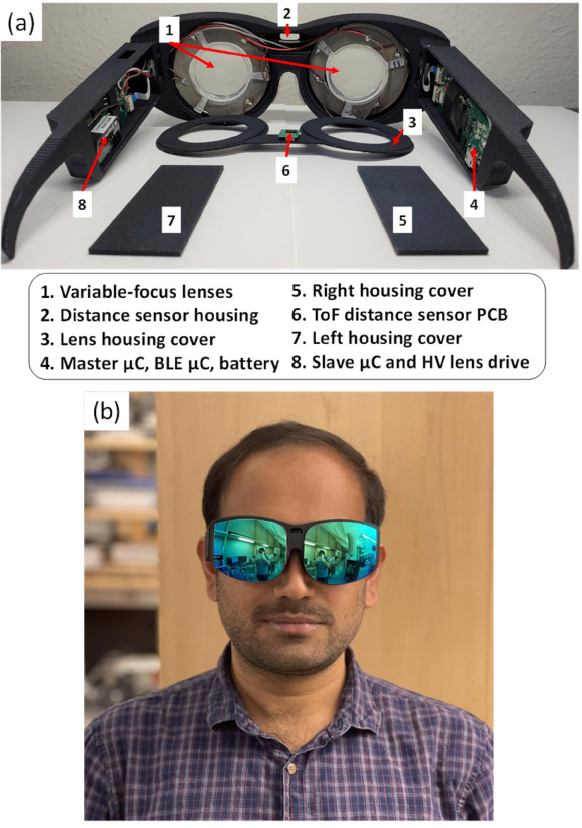 (a)
1
2
3
6
8
4
7
5
1. Variable-focus lenses
2. Distance sensor housing
3. Lens housing cover
4. Master µC, BLE µC, battery
5. Right housing cover
6. ToF distance sensor PCB
7. Left housing cover
8. Slave µC and HV lens drive
(b)